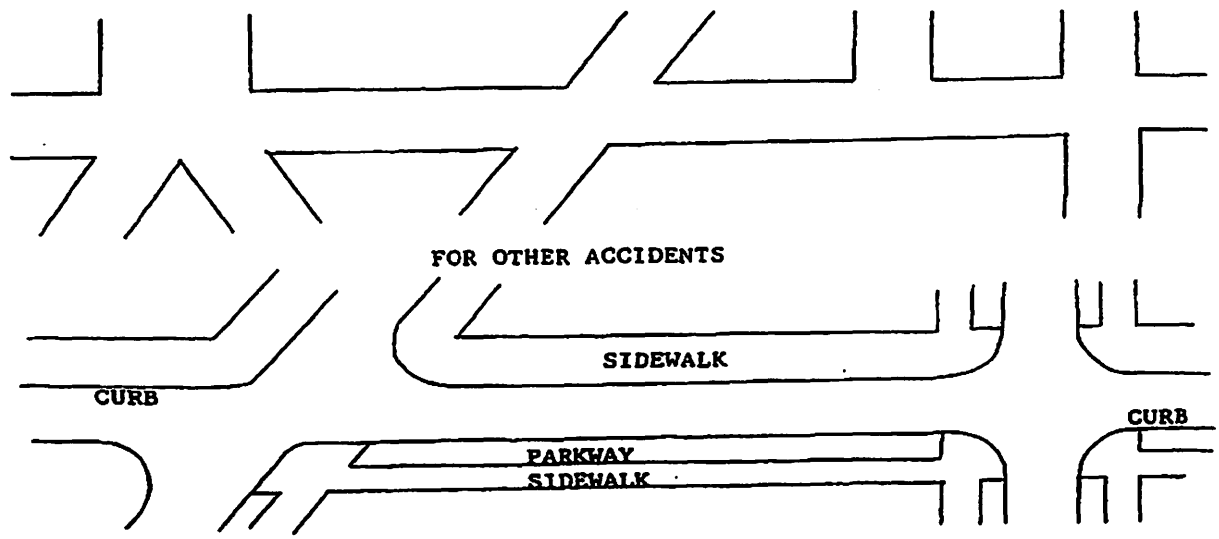 FOR OTHER ACCIDENTS
SIDEWALK
CURB
CURB
PARKWAY
SIDEWALK